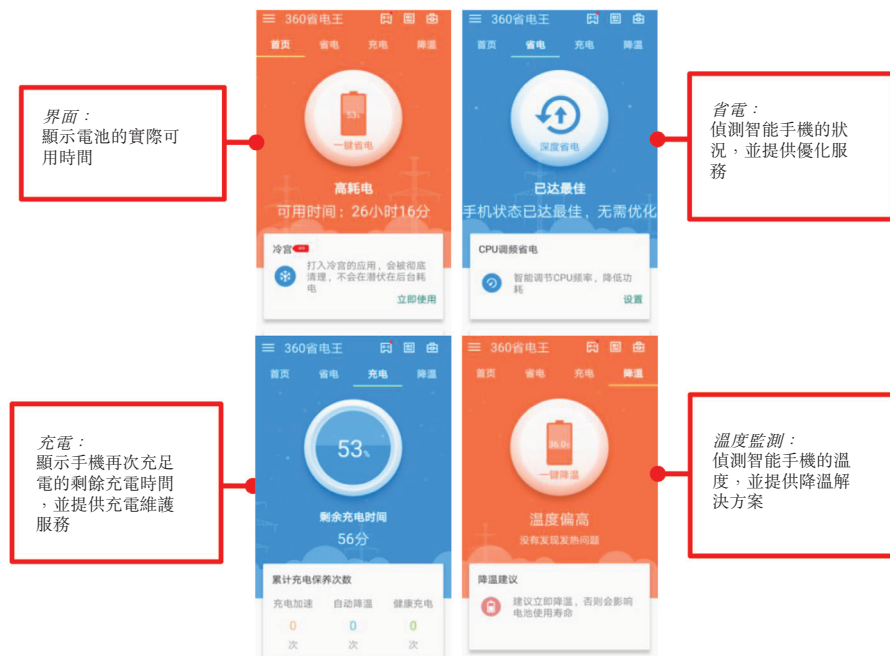 360省电王
首页 省电 充电 降温
53%
一键省电
高耗电
可用时间：26小时16分
冷宫
打入冷宫的应用，会被彻底
清理，不会在潜伏在后台耗
电
立即使用
360省电王
首页 省电 充电 降温
深度省电
已达最佳
手机状态已达最佳，无需优化
CPU调频省电
智能调节CPU频率，降低功
耗
设置
界面：
顯示電池的實際可
用時間
省電：
偵測智能手機的狀
況，並提供優化服
務
360省电王
首页 省电 充电 降温
53%
剩余充电时间
56分
累计充电保养次数
充电加速 自动降温 健康充电
0 0 0
次 次 次
360省电王
首页 省电 充电 降温
36.0c
一键降温
温度偏高
没有发现发热问题
降温建议
建议立即降温，否则会影响
电池使用寿命
充電：
顯示手機再次充足
電的剩餘充電時間
，並提供充電維護
服務
溫度監測：
偵測智能手機的溫
度，並提供降溫解
決方案